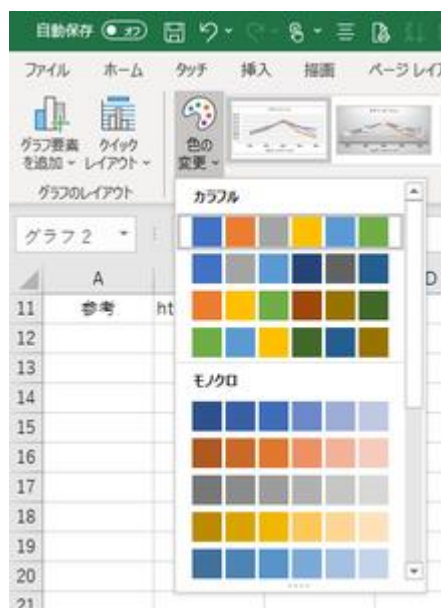 自動保存 オフ
ファイル ホーム タッチ 挿入 描画 ページ レイア
グラフ要素を追加 クイック レイアウト 色の変更
グラフのレイアウト
グラフ 2
カラフル
A D
11 参考 ht
12
13
モノクロ
14
15
16
17
18
19
20
21